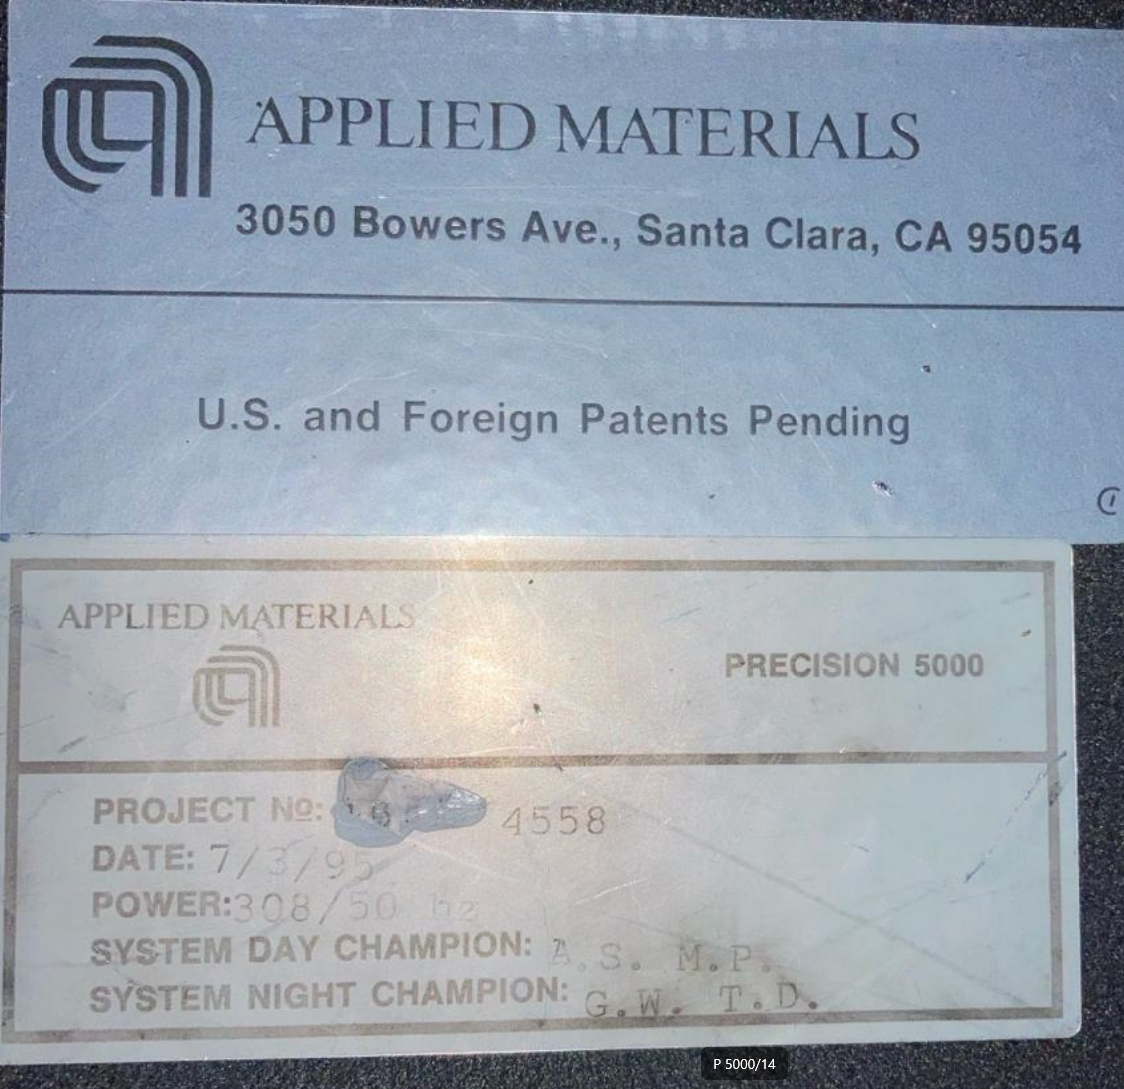 APPLIED MATERIALS
3050 Bowers Ave., Santa Clara, CA 95054
U.S. and Foreign Patents Pending
APPLIED MATERIALS
PRECISION 5000
PROJECT Nº: 4558
DATE: 7/3/95
POWER:308/50 hz
SYSTEM DAY CHAMPION: A.S. M.P.
SYSTEM NIGHT CHAMPION: G.W. T.D.
P 5000/14